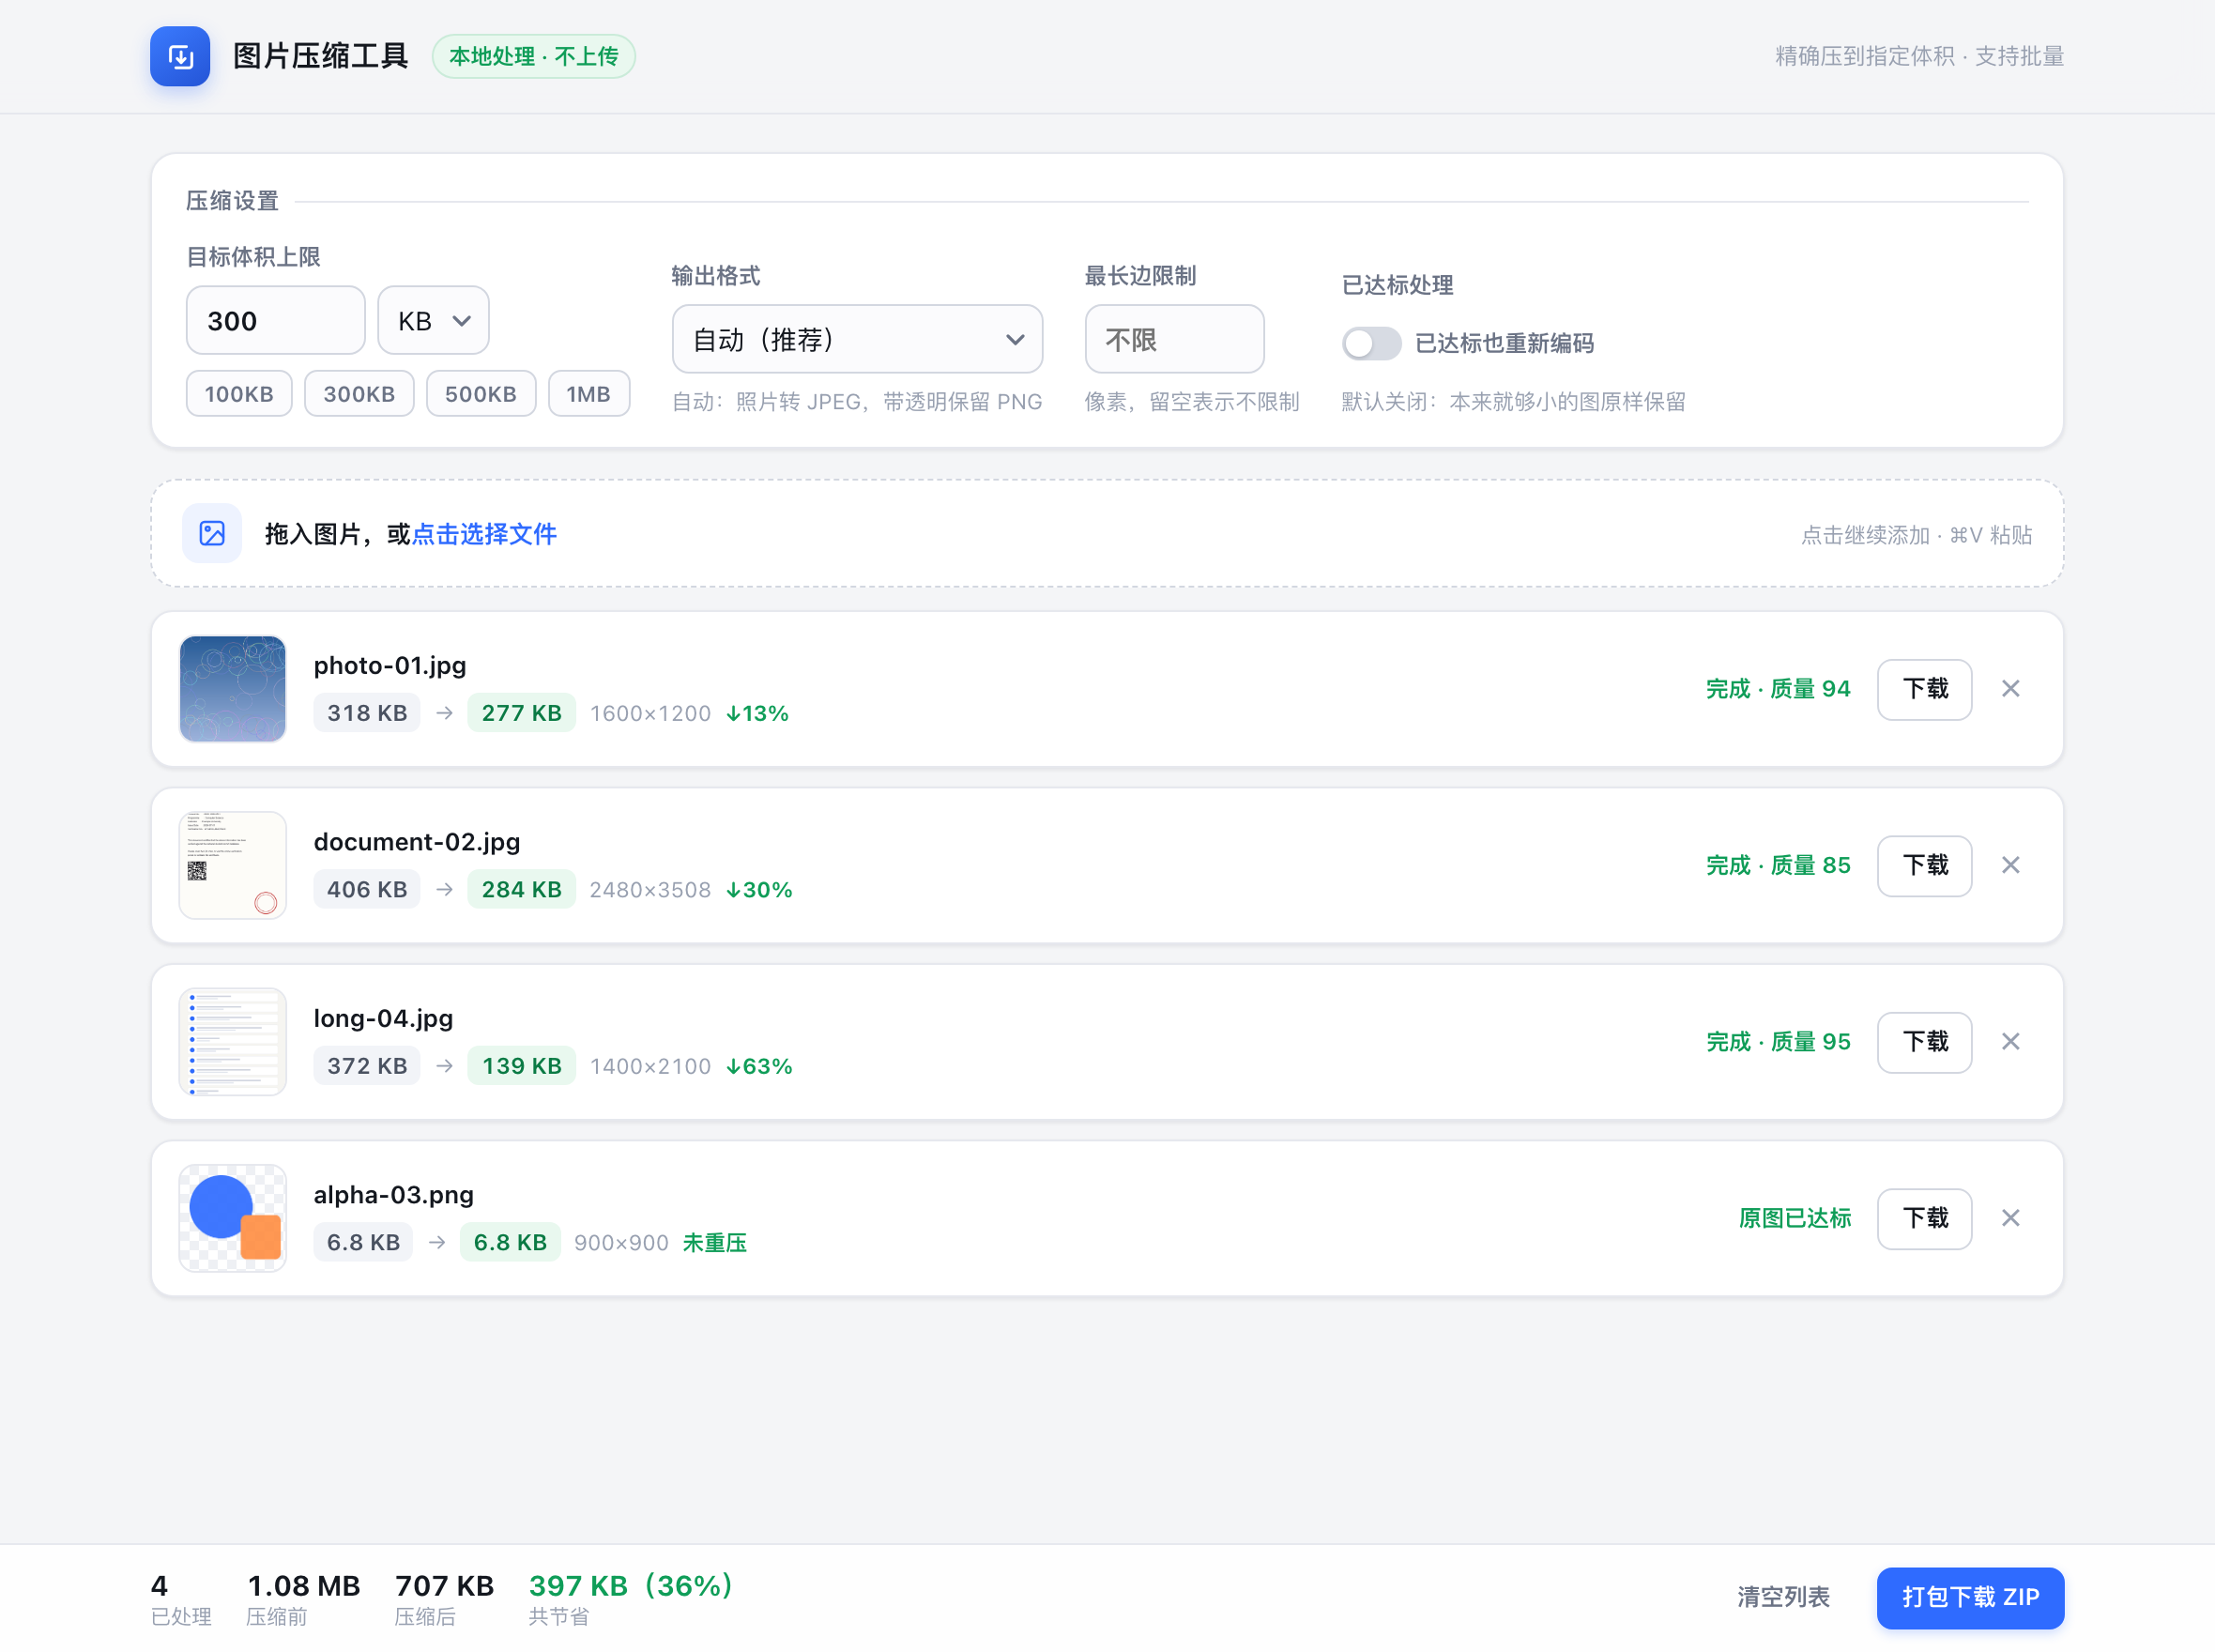 图片压缩工具
本地处理 · 不上传
精确压到指定体积 · 支持批量
压缩设置
目标体积上限
300
KB
100KB
300KB
500KB
1MB
输出格式
自动（推荐）
自动：照片转 JPEG，带透明保留 PNG
最长边限制
不限
像素，留空表示不限制
已达标处理
已达标也重新编码
默认关闭：本来就够小的图原样保留
拖入图片，或点击选择文件
点击继续添加 · ⌘V 粘贴
photo-01.jpg
318 KB → 277 KB 1600×1200 ↓13%
完成 · 质量 94
下载
document-02.jpg
406 KB → 284 KB 2480×3508 ↓30%
完成 · 质量 85
下载
long-04.jpg
372 KB → 139 KB 1400×2100 ↓63%
完成 · 质量 95
下载
alpha-03.png
6.8 KB → 6.8 KB 900×900 未重压
原图已达标
下载
4
已处理
1.08 MB
压缩前
707 KB
压缩后
397 KB（36%）
共节省
清空列表
打包下载 ZIP